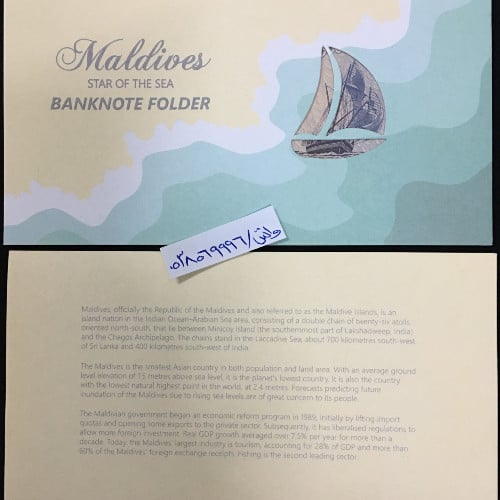 Maldives
STAR OF THE SEA
BANKNOTE FOLDER
واتس/٠٥٣٨٥٦٩٩٩٦
Maldives, officially the Republic of the Maldives and also referred to as the Maldive Islands, is an
island nation in the Indian Ocean-Arabian Sea area, consisting of a double chain of twenty-six atolls,
oriented north-south, that lie between Minicoy Island (the southernmost part of Lakshadweep, India)
and the Chagos Archipelago. The chains stand in the Laccadive Sea, about 700 kilometres south-west
of Sri Lanka and 400 kilometres south-west of India.
The Maldives is the smallest Asian country in both population and land area. With an average ground
level elevation of 1.5 metres above sea level, it is the planet's lowest country. It is also the country
with the lowest natural highest point in the world, at 2.4 metres. Forecasts predicting future
inundation of the Maldives due to rising sea levels are of great concern to its people.
The Maldivian government began an economic reform program in 1989, initially by lifting import
quotas and opening some exports to the private sector. Subsequently, it has liberalised regulations to
allow more foreign investment. Real GDP growth averaged over 7.5% per year for more than a
decade. Today, the Maldives' largest industry is tourism, accounting for 28% of GDP and more than
60% of the Maldives' foreign exchange receipts. Fishing is the second leading sector.